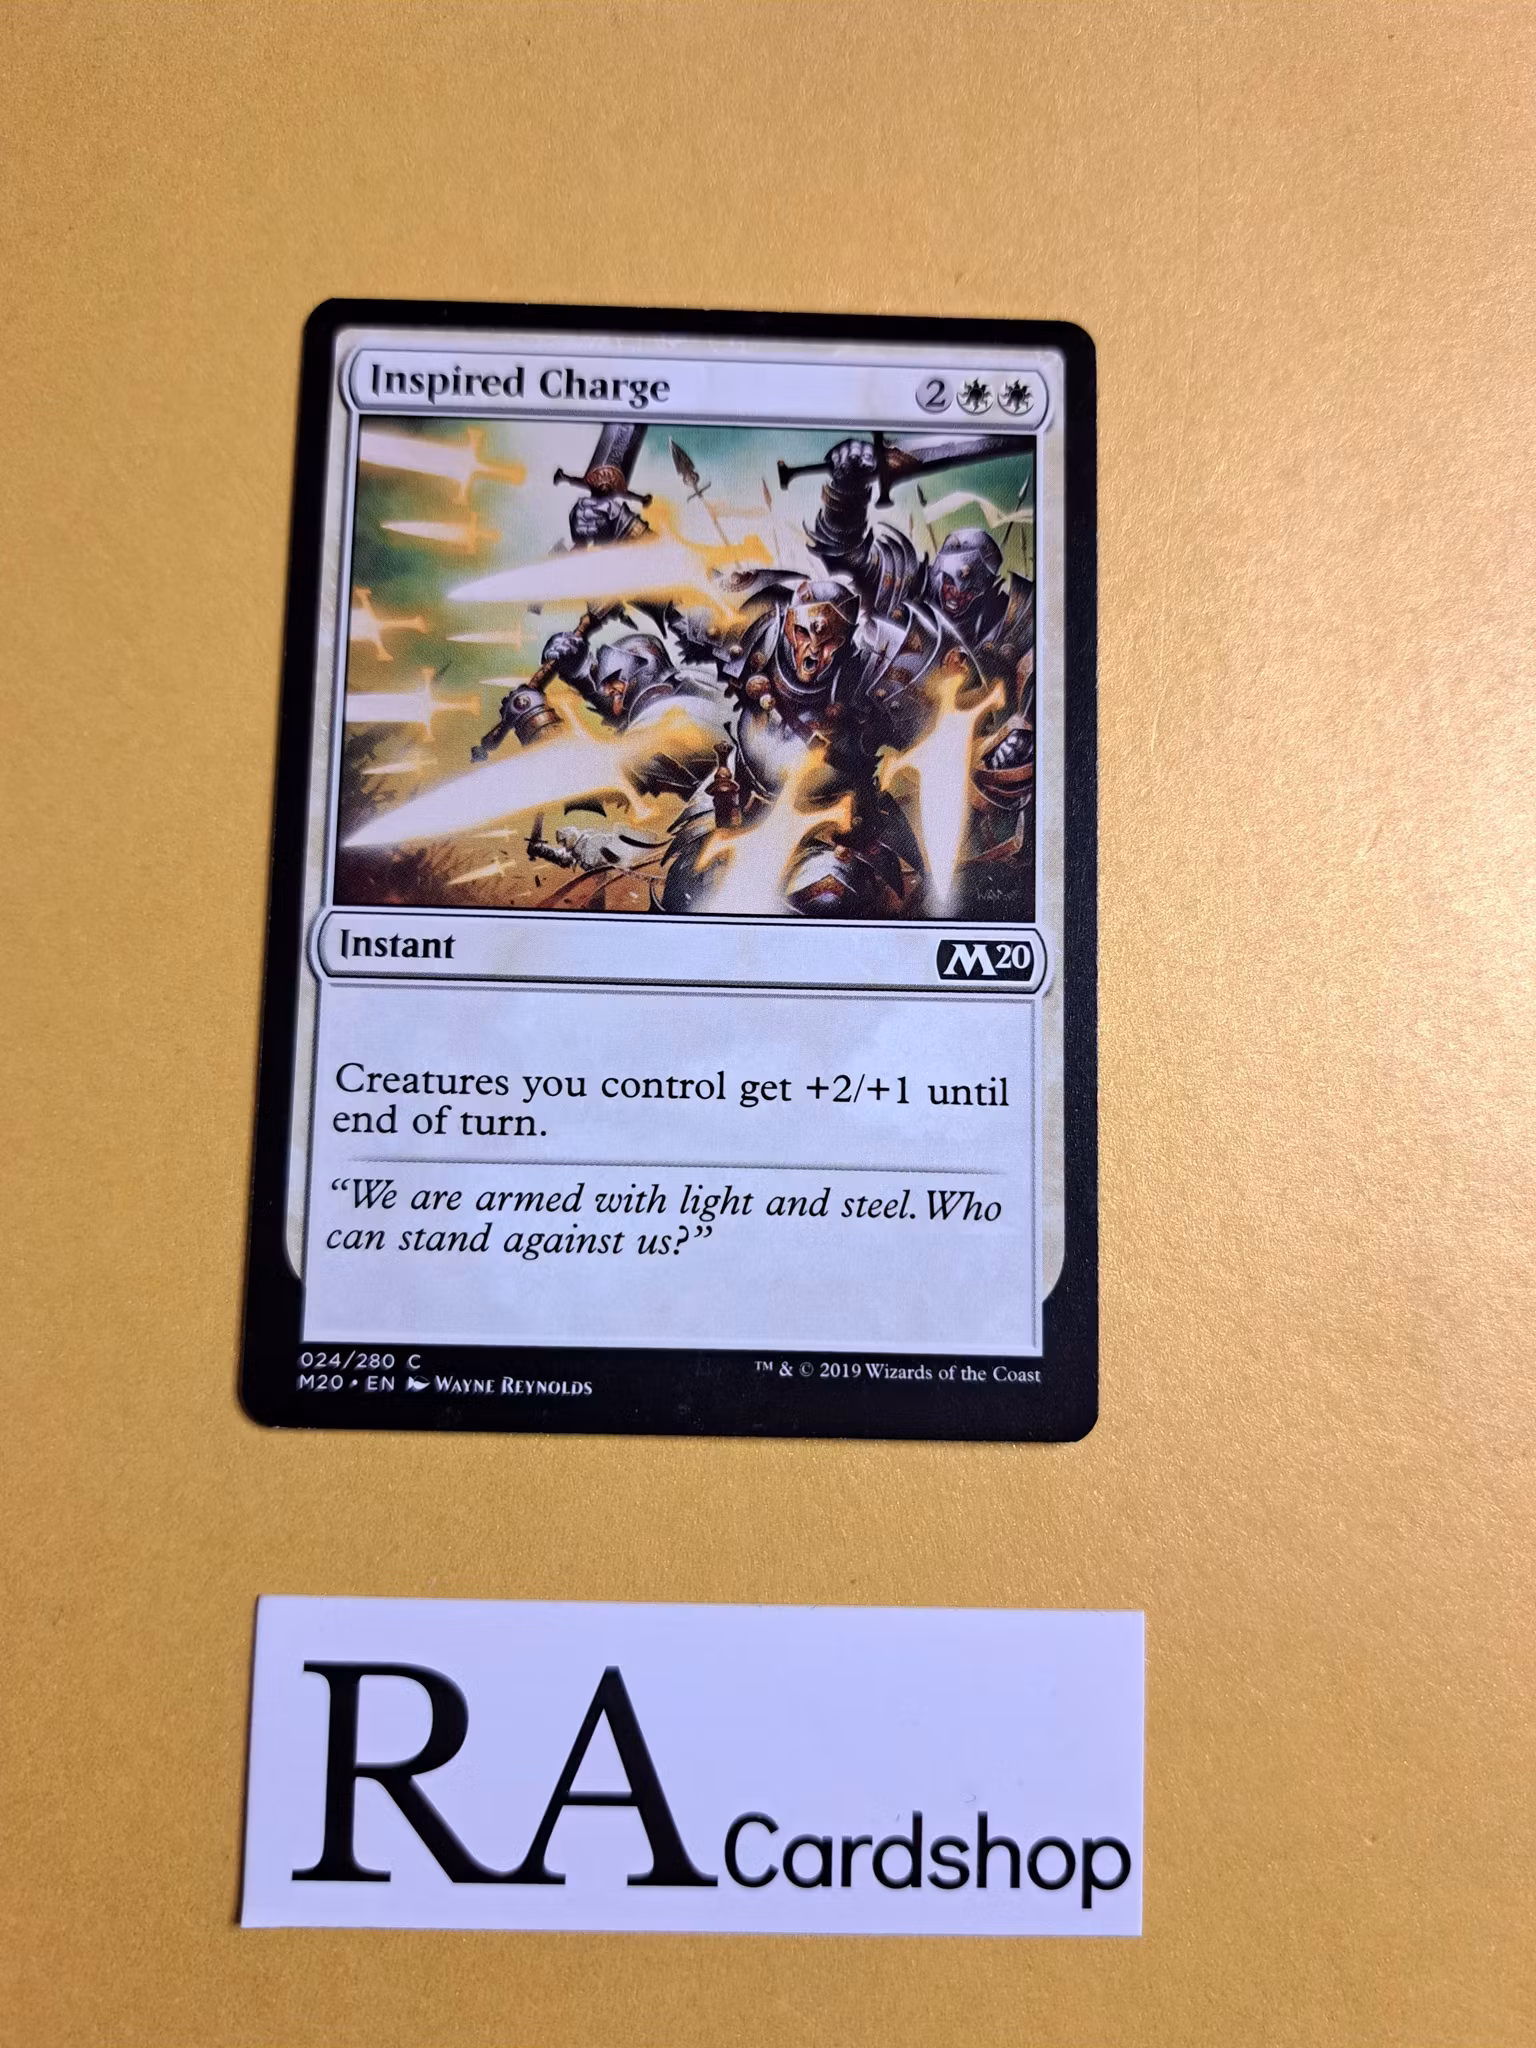 Inspired Charge 2
Instant M20
Creatures you control get +2/+1 until
end of turn.
“We are armed with light and steel. Who
can stand against us?”
024/280 C
M20 • EN WAYNE REYNOLDS
™ & © 2019 Wizards of the Coast
RA Cardshop